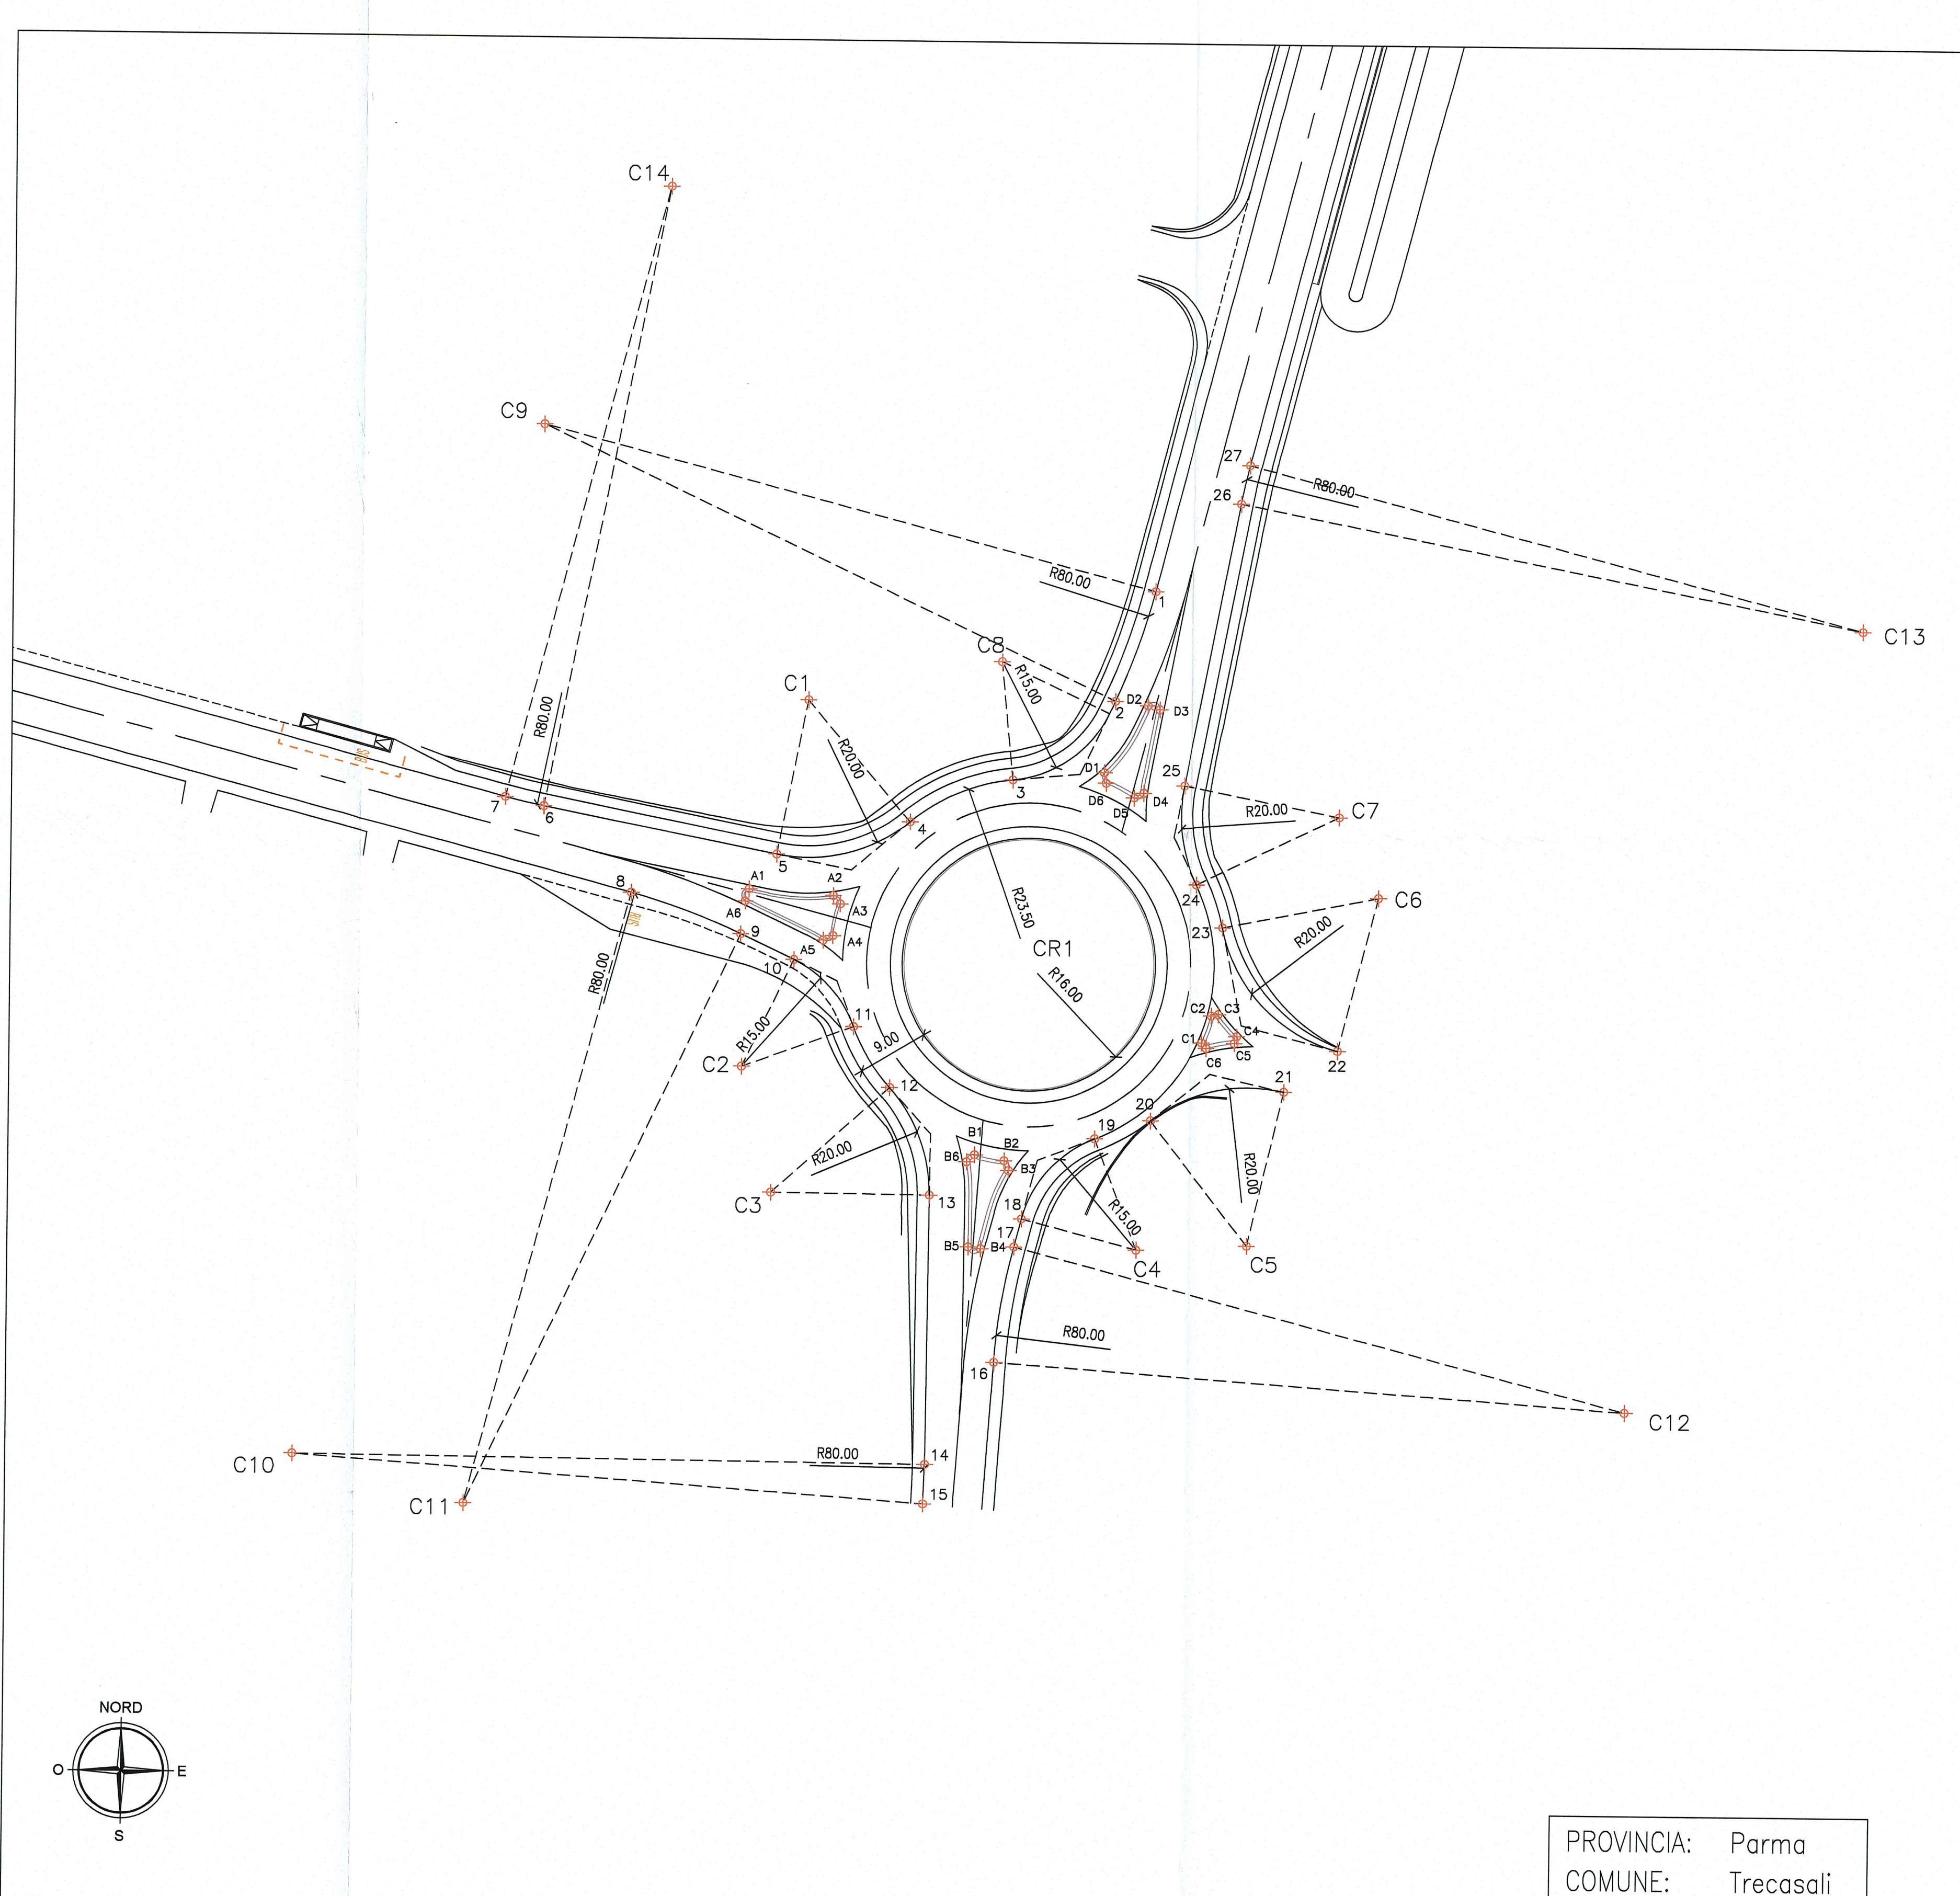 C14
C9
C13
27
26
R80.00
1
R80.00
C8
R15.00
2
D2
D3
C1
R20.00
R80.00
7
6
BUS
D1
D6
D5
D4
3
25
C7
R20.00
4
5
24
C6
23
R20.00
8
A1
A2
A3
A6
A4
A5
BUS
9
10
R23.50
CR1
R16.00
R80.00
11
R15.00
9.00
C2
C2
C3
C1
C4
C5
C6
22
21
12
20
19
B1
B2
B6
B3
R20.00
R20.00
C3
13
18
17
R15.00
B5
B4
C4
C5
R80.00
16
C12
C10
R80.00
14
15
C11
NORD
O
E
S
PROVINCIA: Parma
COMUNE: Trecasali